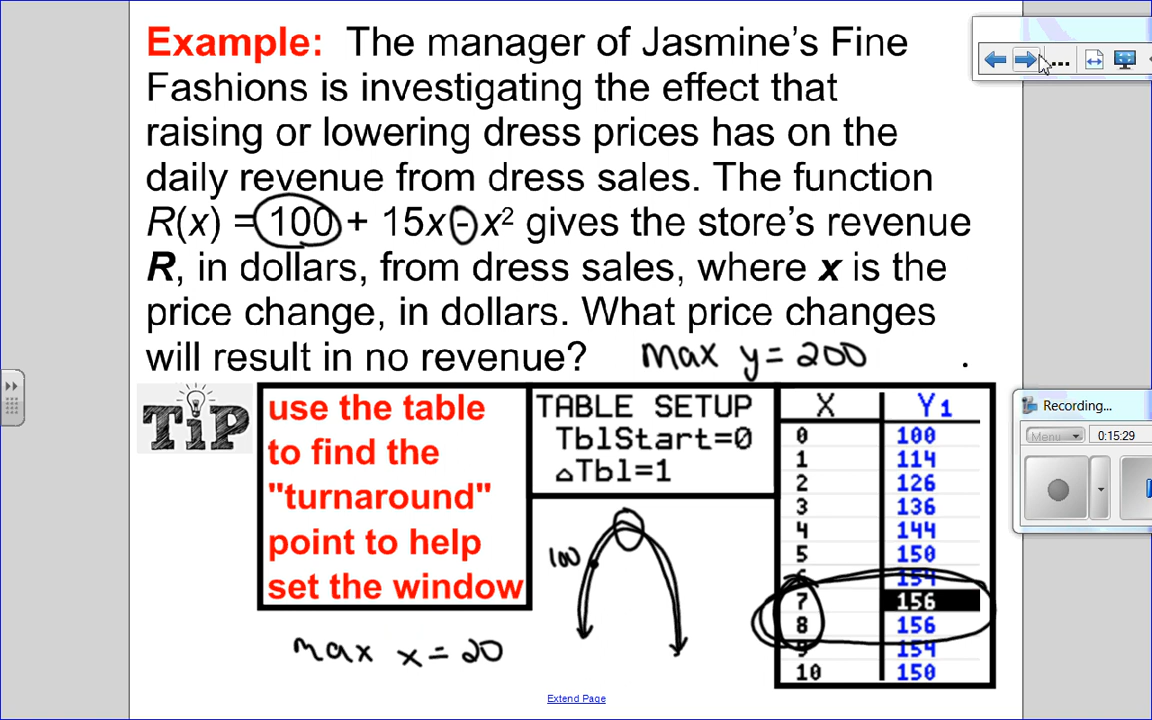 Example: The manager of Jasmine's Fine
Fashions is investigating the effect that
raising or lowering dress prices has on the
daily revenue from dress sales. The function
R(x) = 100 + 15x - x² gives the store's revenue
R, in dollars, from dress sales, where x is the
price change, in dollars. What price changes
will result in no revenue?
max y = 200
TiP
use the table
to find the
"turnaround"
point to help
set the window
TABLE SETUP
TblStart=0
△Tbl=1
100
max x = 20
X Y1
0 100
1 114
2 126
3 136
4 144
5 150
6 154
7 156
8 156
9 154
10 150
Extend Page
Recording...
Menu
0:15:29